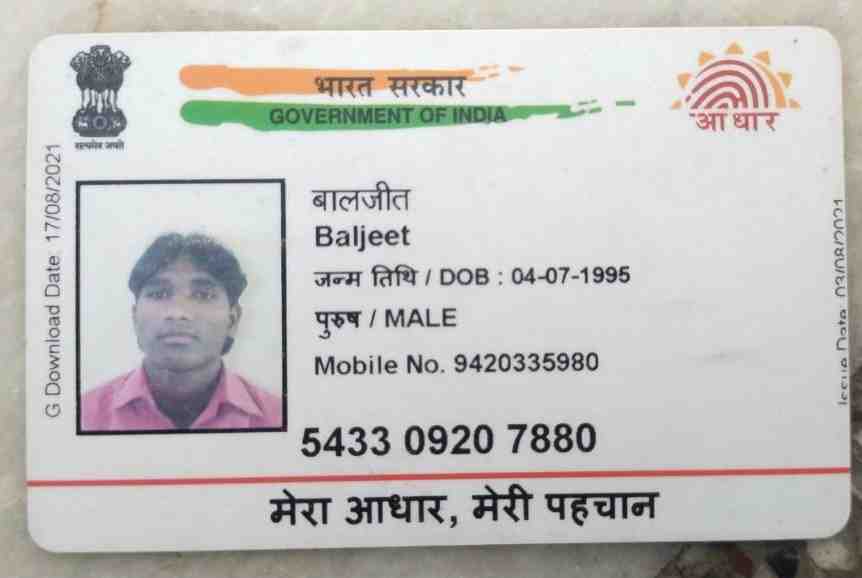 भारत सरकार
GOVERNMENT OF INDIA
सत्यमेव जयते
आधार
G Download Date: 17/08/2021
बालजीत
Baljeet
जन्म तिथि / DOB : 04-07-1995
पुरुष / MALE
Mobile No. 9420335980
5433 0920 7880
Issue Date 03/08/2021
मेरा आधार, मेरी पहचान